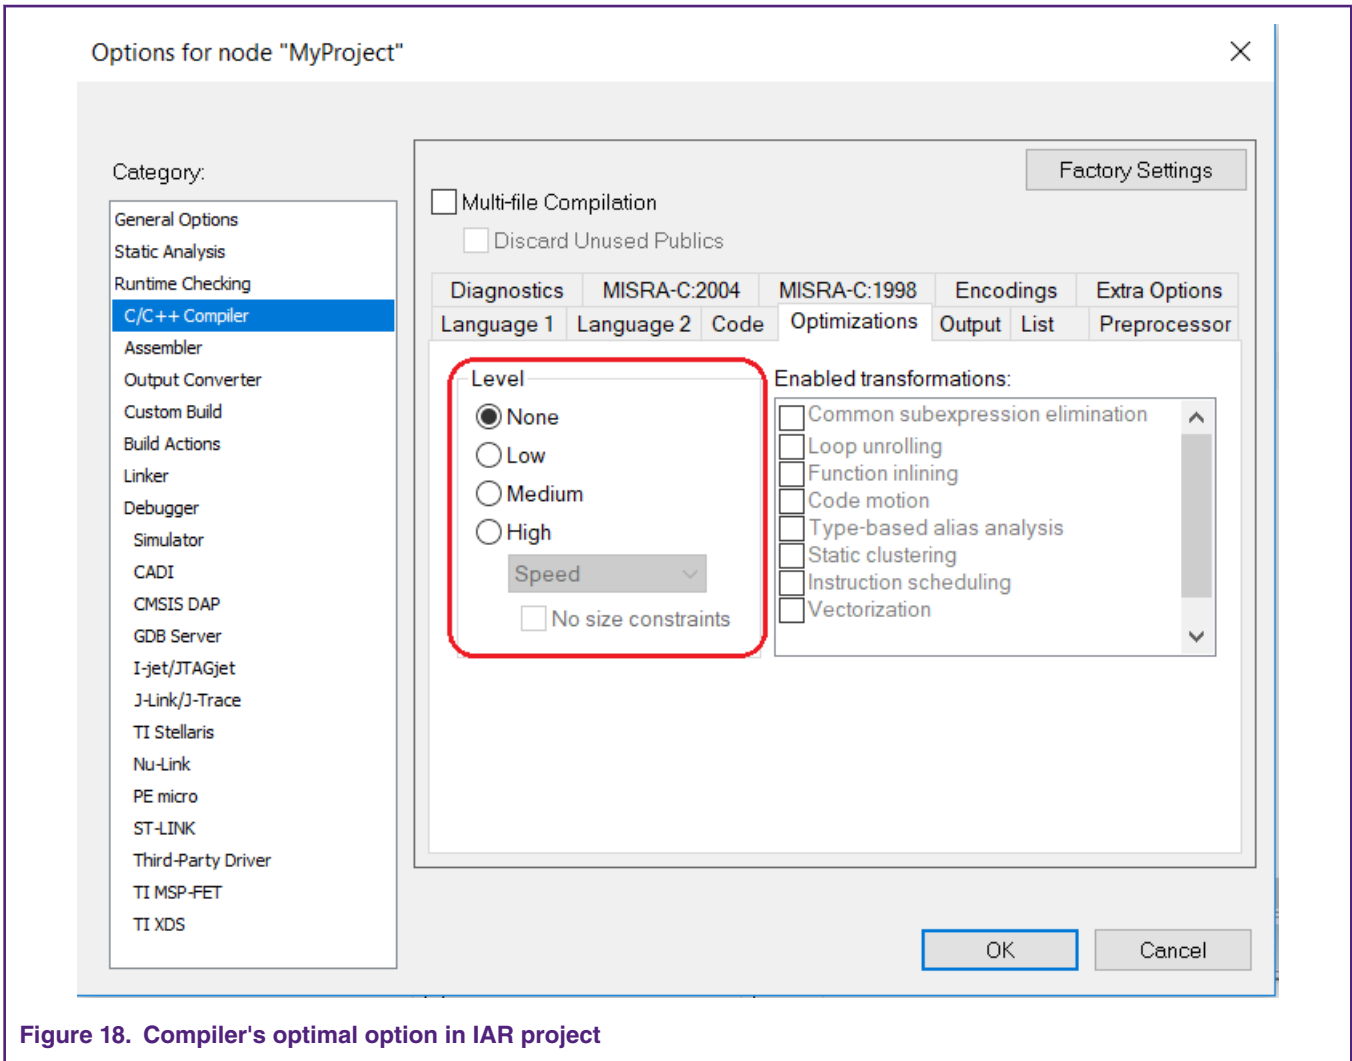 Options for node "MyProject"
Category:
General Options
Static Analysis
Runtime Checking
C/C++ Compiler
Assembler
Output Converter
Custom Build
Build Actions
Linker
Debugger
Simulator
CADI
CMSIS DAP
GDB Server
I-jet/JTAGjet
J-Link/J-Trace
TI Stellaris
Nu-Link
PE micro
ST-LINK
Third-Party Driver
TI MSP-FET
TI XDS
Factory Settings
Multi-file Compilation
Discard Unused Publics
Diagnostics MISRA-C:2004 MISRA-C:1998 Encodings Extra Options
Language 1 Language 2 Code Optimizations Output List Preprocessor
Level
None
Low
Medium
High
Speed
No size constraints
Enabled transformations:
Common subexpression elimination
Loop unrolling
Function inlining
Code motion
Type-based alias analysis
Static clustering
Instruction scheduling
Vectorization
OK Cancel
Figure 18. Compiler's optimal option in IAR project